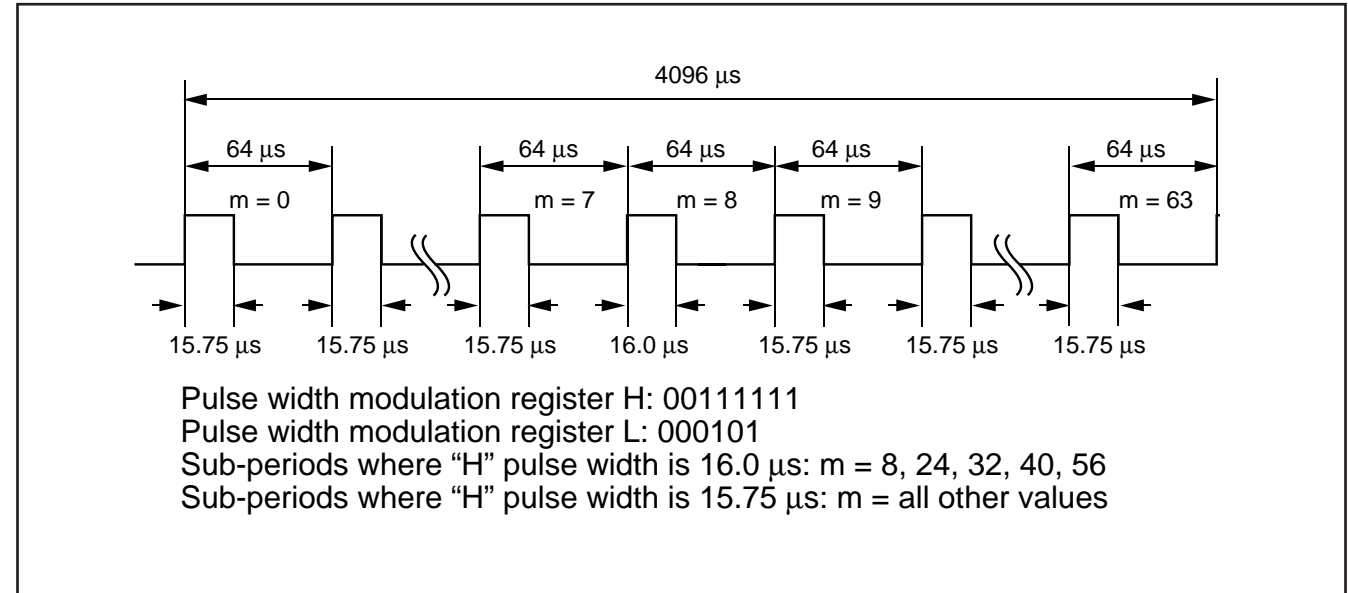 4096 μs
64 μs 64 μs 64 μs 64 μs 64 μs
m = 0 m = 7 m = 8 m = 9 m = 63
15.75 μs 15.75 μs 15.75 μs 16.0 μs 15.75 μs 15.75 μs 15.75 μs
Pulse width modulation register H: 00111111
Pulse width modulation register L: 000101
Sub-periods where “H” pulse width is 16.0 μs: m = 8, 24, 32, 40, 56
Sub-periods where “H” pulse width is 15.75 μs: m = all other values